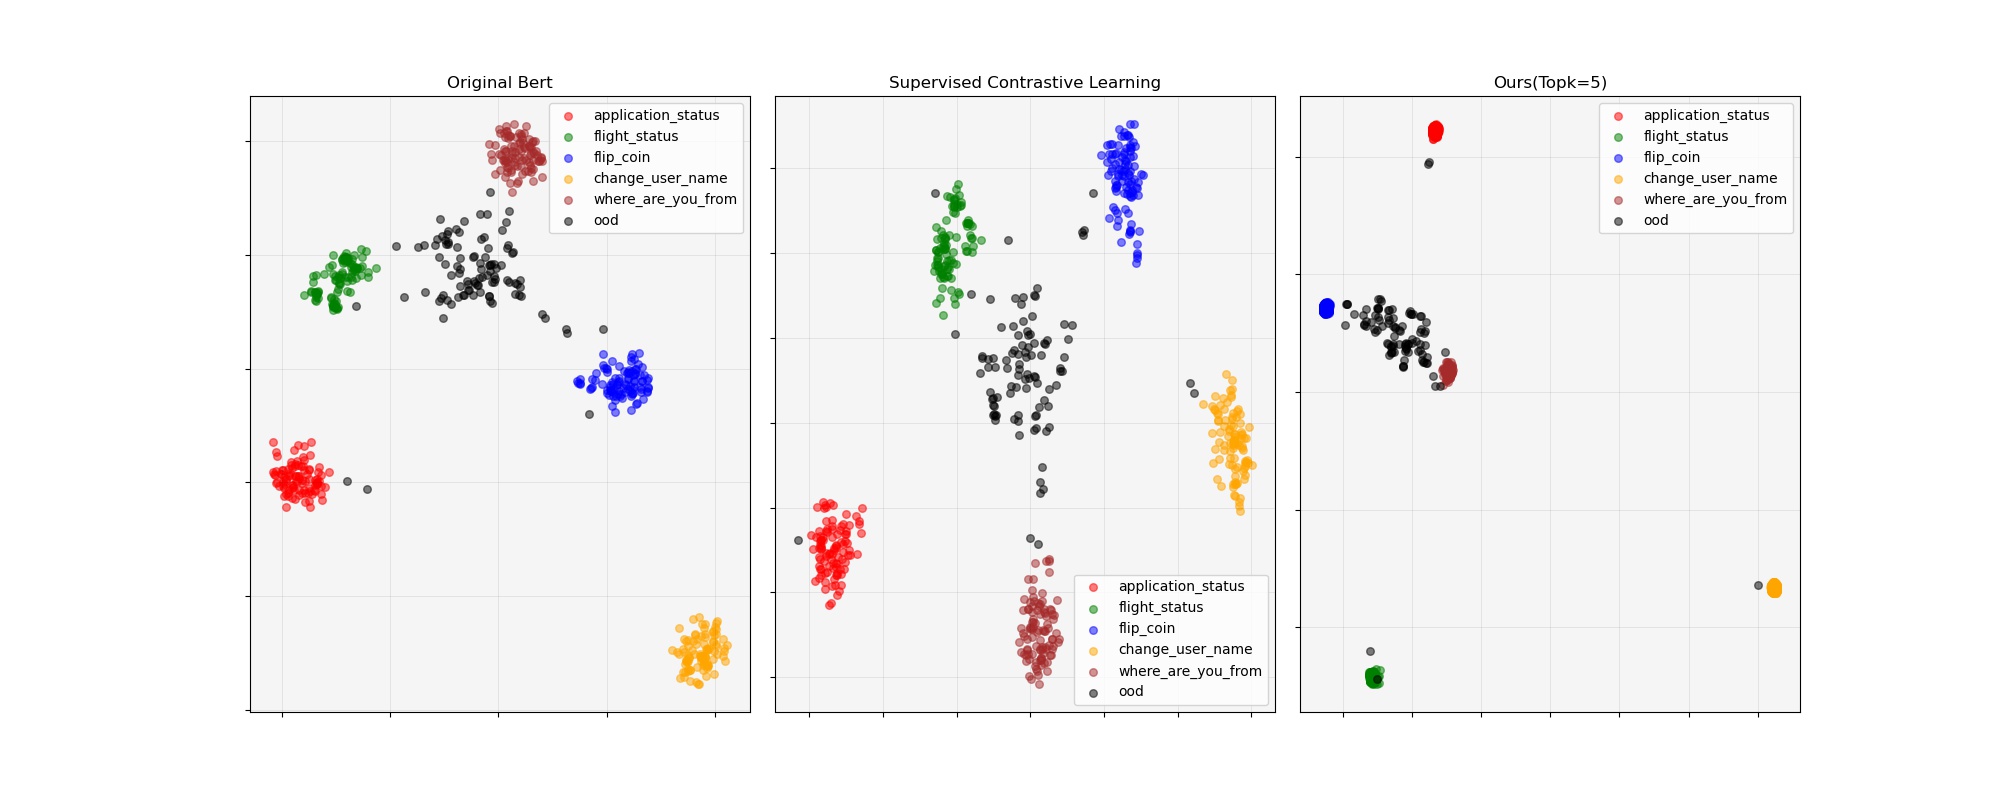 Original Bert
application_status
flight_status
flip_coin
change_user_name
where_are_you_from
ood
Supervised Contrastive Learning
application_status
flight_status
flip_coin
change_user_name
where_are_you_from
ood
Ours(Topk=5)
application_status
flight_status
flip_coin
change_user_name
where_are_you_from
ood